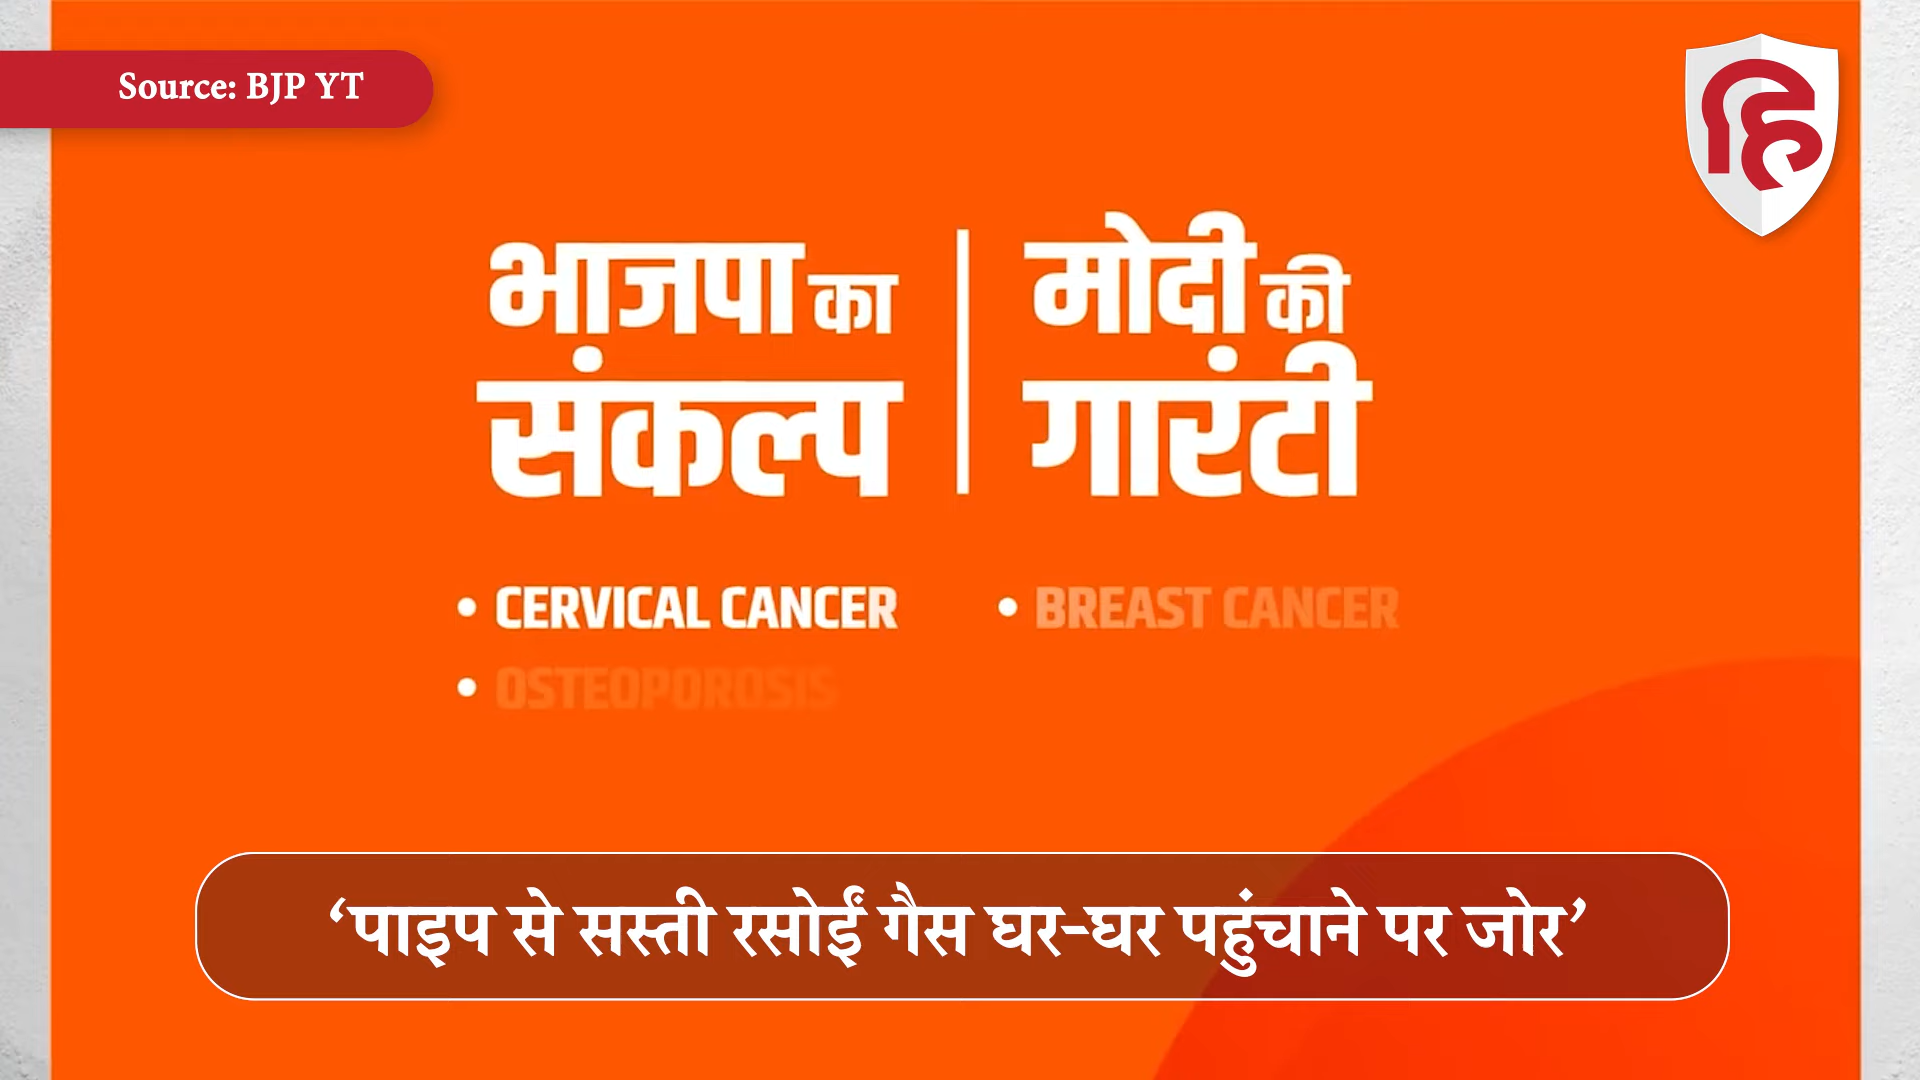 Source: BJP YT
हि
भाजपा का
संकल्प
मोदी की
गारंटी
• CERVICAL CANCER
• BREAST CANCER
• OSTEOPOROSIS
‘पाइप से सस्ती रसोई गैस घर-घर पहुंचाने पर जोर’